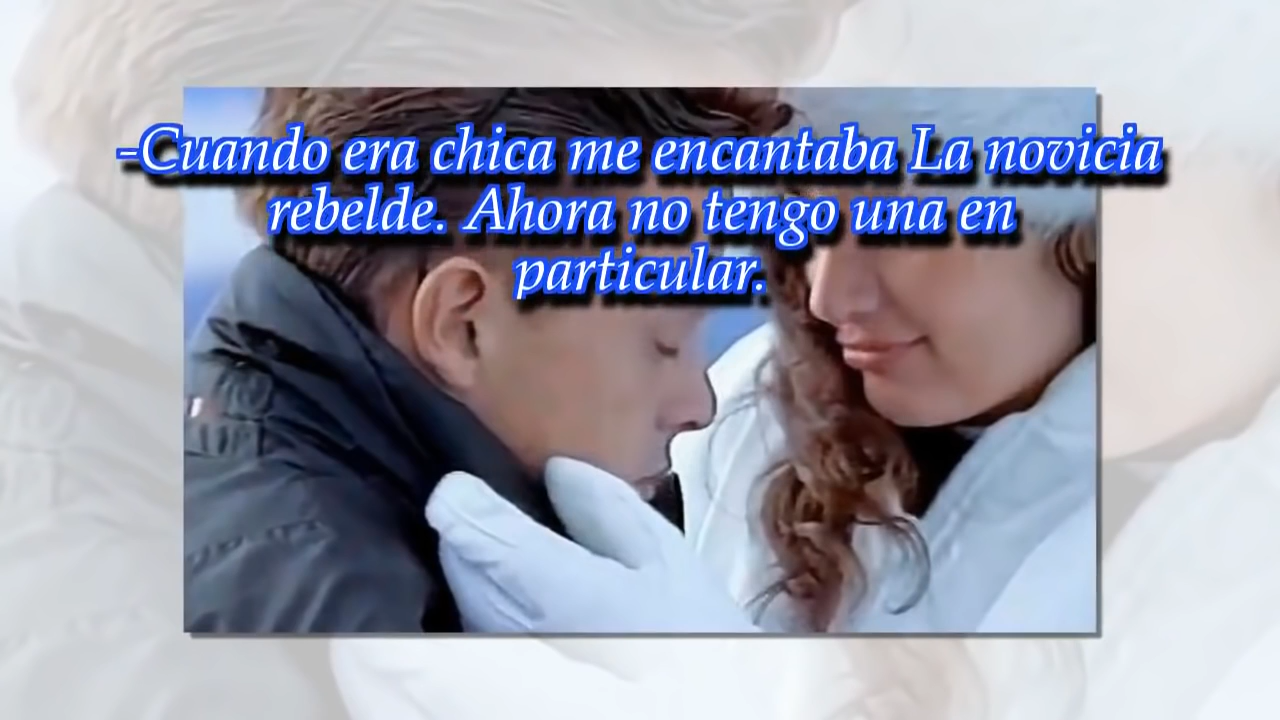 -Cuando era chica me encantaba La novicia
rebelde. Ahora no tengo una en
particular.